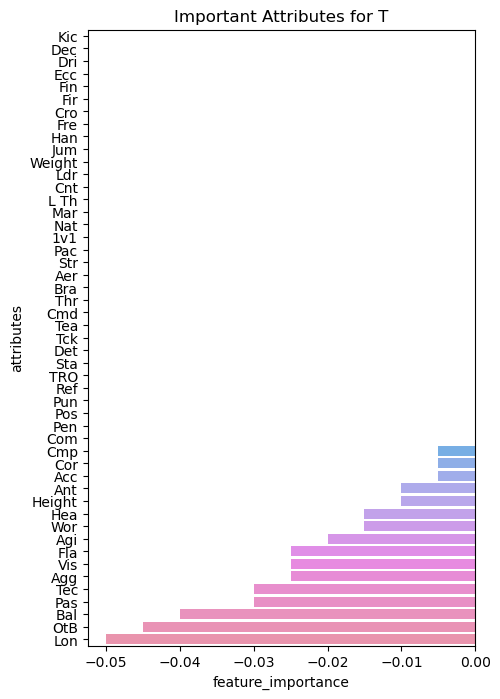 Important Attributes for T
attributes
Kic
Dec
Dri
Ecc
Fin
Fir
Cro
Fre
Han
Jum
Weight
Ldr
Cnt
L Th
Mar
Nat
1v1
Pac
Str
Aer
Bra
Thr
Cmd
Tea
Tck
Det
Sta
TRO
Ref
Pun
Pos
Pen
Com
Cmp
Cor
Acc
Ant
Height
Hea
Wor
Agi
Fla
Vis
Agg
Tec
Pas
Bal
OtB
Lon
−0.05 −0.04 −0.03 −0.02 −0.01 0.00
feature_importance